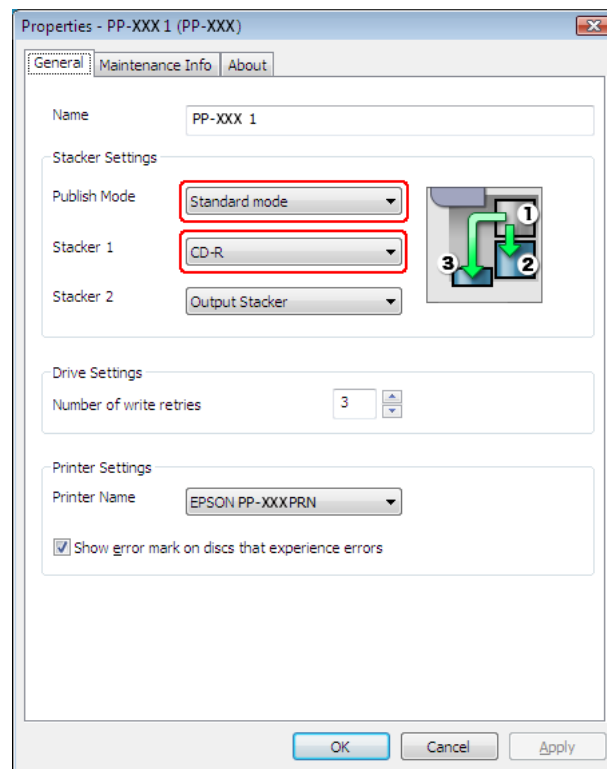 Properties - PP-XXX 1 (PP-XXX)
General Maintenance Info About
Name PP-XXX 1
Stacker Settings
Publish Mode Standard mode
1
Stacker 1 CD-R
3 2
Stacker 2 Output Stacker
Drive Settings
Number of write retries 3
Printer Settings
Printer Name EPSON PP-XXXPRN
Show error mark on discs that experience errors
OK Cancel Apply